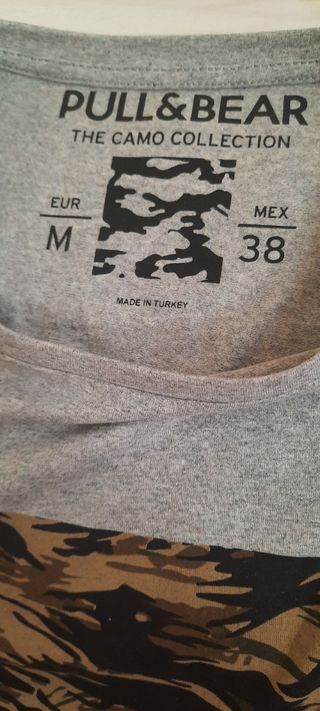 PULL&BEAR
THE CAMO COLLECTION
EUR
M
MEX
38
MADE IN TURKEY